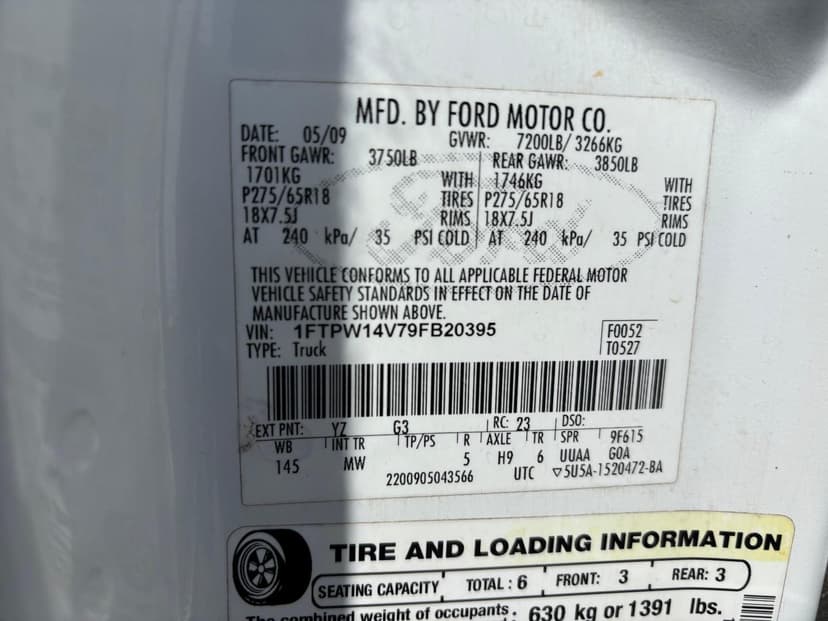 MFD. BY FORD MOTOR CO.
DATE: 05/09 GVWR: 7200LB/ 3266KG
FRONT GAWR: 3750LB REAR GAWR: 3850LB
1701KG WITH 1746KG WITH
P275/65R18 TIRES P275/65R18 TIRES
18X7.5J RIMS 18X7.5J RIMS
AT 240 kPa/ 35 PSI COLD AT 240 kPa/ 35 PSI COLD
THIS VEHICLE CONFORMS TO ALL APPLICABLE FEDERAL MOTOR
VEHICLE SAFETY STANDARDS IN EFFECT ON THE DATE OF
MANUFACTURE SHOWN ABOVE.
VIN: 1FTPW14V79FB20395 F0052
TYPE: Truck T0527
EXT PNT: YZ G3 RC: 23 DSO:
WB INT TR TP/PS R AXLE TR SPR 9F615
145 MW 5 H9 6 UUAA GOA
2200905043566 UTC ▽5U5A-1520472-BA
TIRE AND LOADING INFORMATION
SEATING CAPACITY TOTAL: 6 FRONT: 3 REAR: 3
The combined weight of occupants : 630 kg or 1391 lbs.